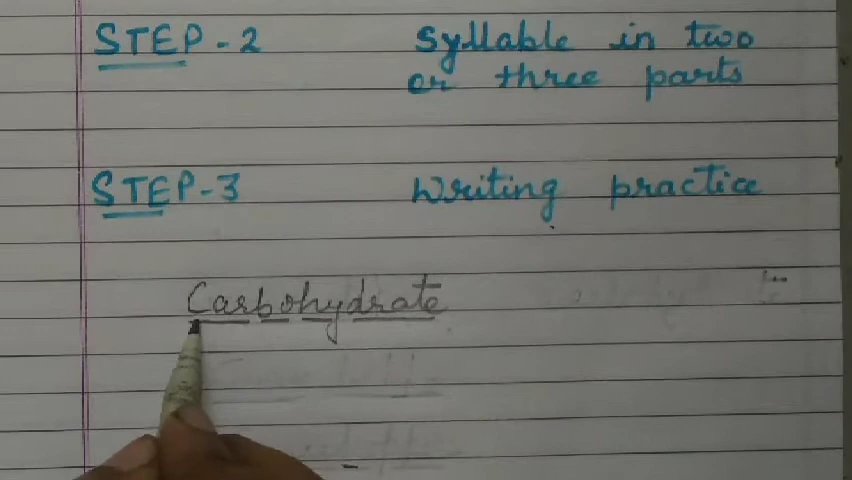 STEP-2 Syllable in two
or three parts
STEP-3 Writing practice
Carbohydrate